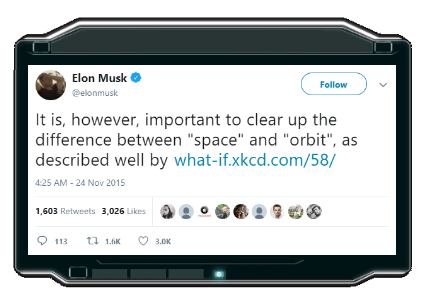 Elon Musk
Follow
@elonmusk
It is, however, important to clear up the
difference between "space" and "orbit", as
described well by what-if.xkcd.com/58/
4:25 AM - 24 Nov 2015
1,603 Retweets 3,026 Likes
113 1.6K 3.0K